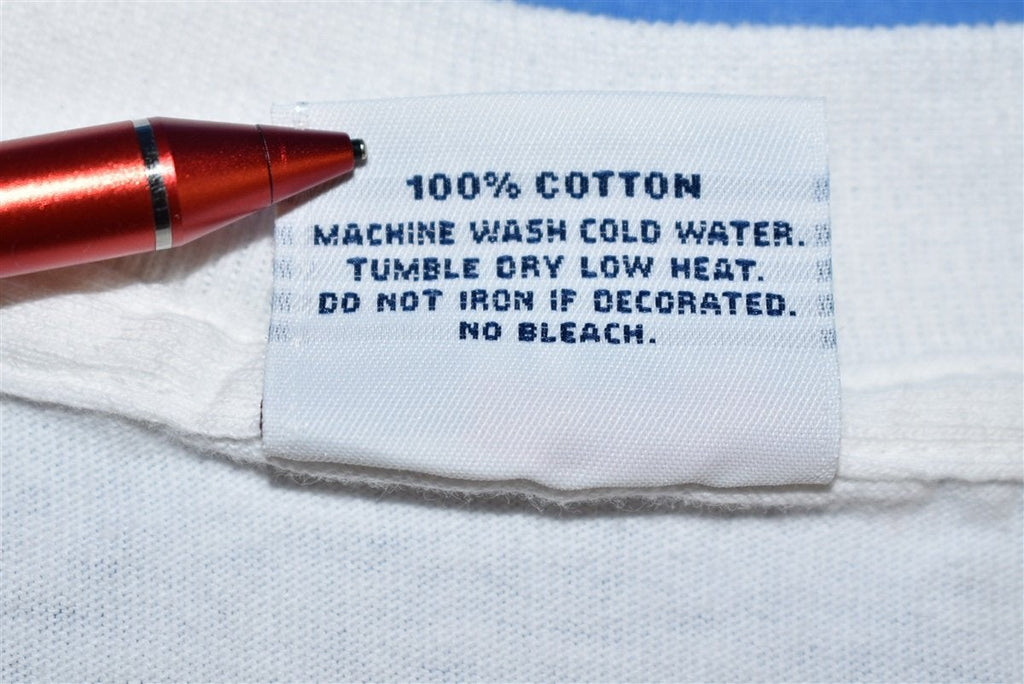 100% COTTON
MACHINE WASH COLD WATER.
TUMBLE DRY LOW HEAT.
DO NOT IRON IF DECORATED.
NO BLEACH.